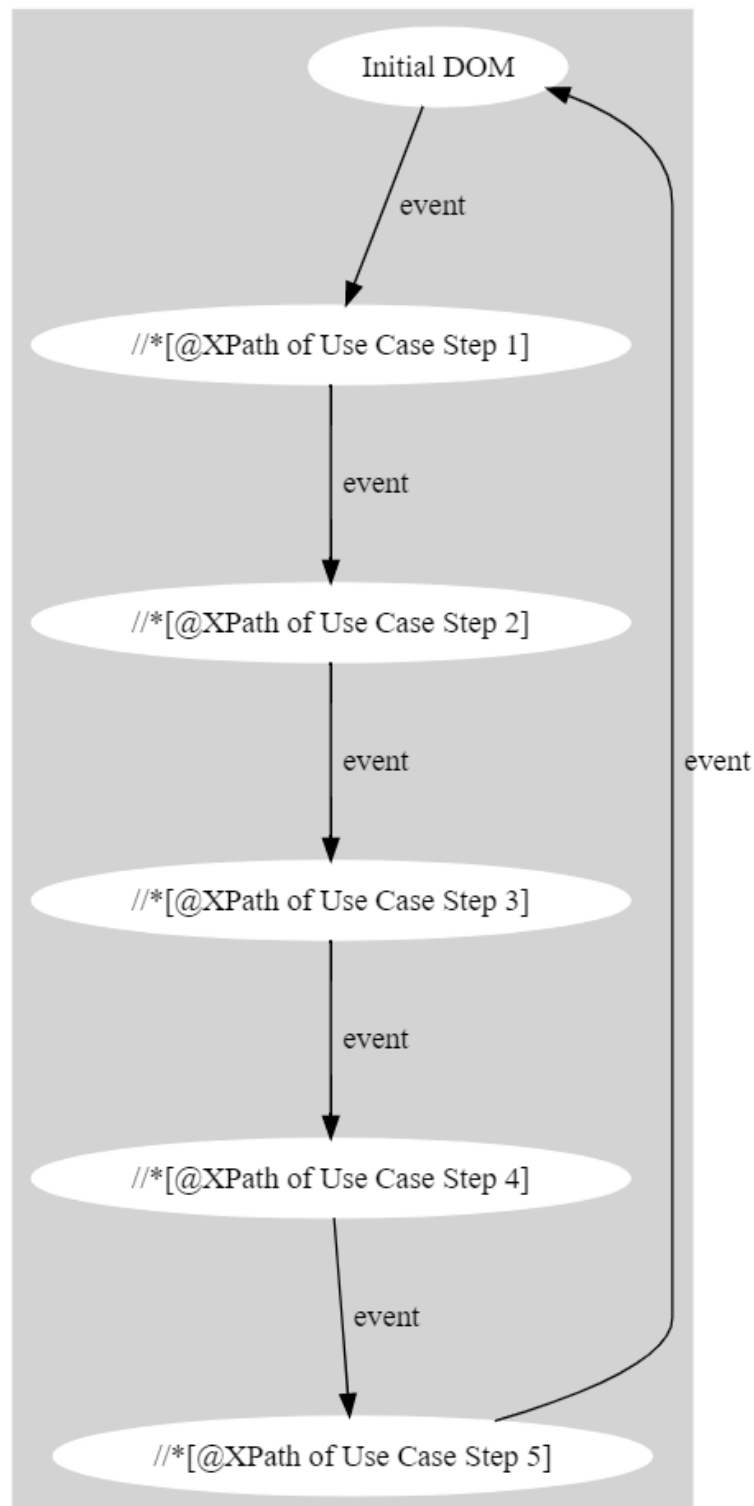 Initial DOM
event
//*[@XPath of Use Case Step 1]
event
//*[@XPath of Use Case Step 2]
event
event
//*[@XPath of Use Case Step 3]
event
//*[@XPath of Use Case Step 4]
event
//*[@XPath of Use Case Step 5]